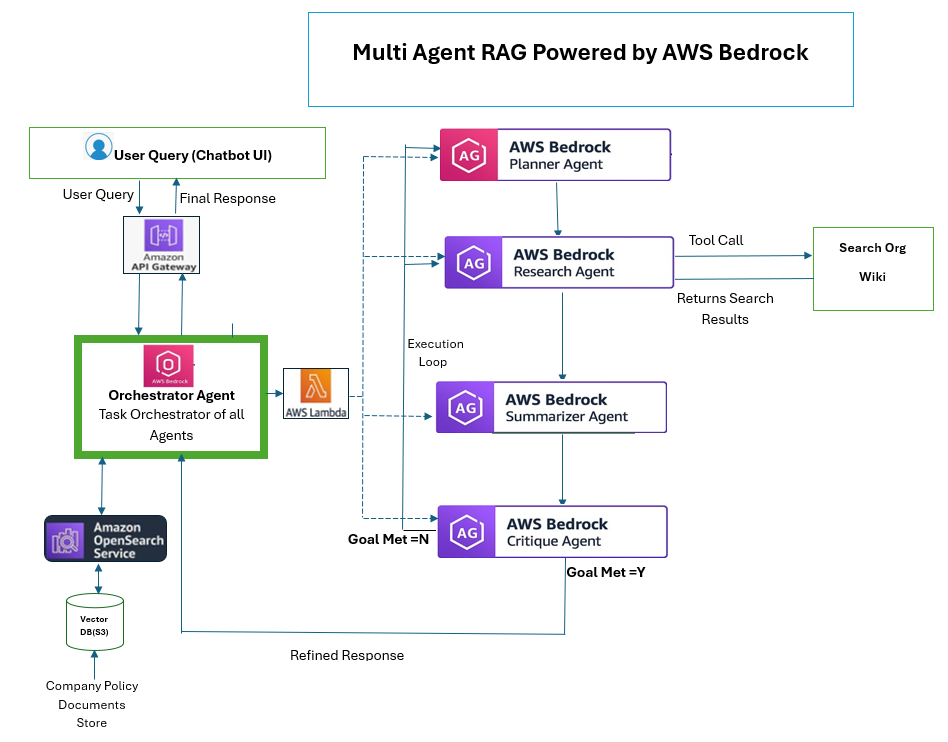 Multi Agent RAG Powered by AWS Bedrock
User Query (Chatbot UI)
User Query
Final Response
Amazon
API Gateway
AWS Bedrock
Orchestrator Agent
Task Orchestrator of all
Agents
AWS Lambda
Amazon
OpenSearch
Service
Vector
DB(S3)
Company Policy
Documents
Store
AG
AWS Bedrock
Planner Agent
AG
AWS Bedrock
Research Agent
Tool Call
Returns Search
Results
Search Org
Wiki
Execution
Loop
AG
AWS Bedrock
Summarizer Agent
AG
AWS Bedrock
Critique Agent
Goal Met =N
Goal Met =Y
Refined Response